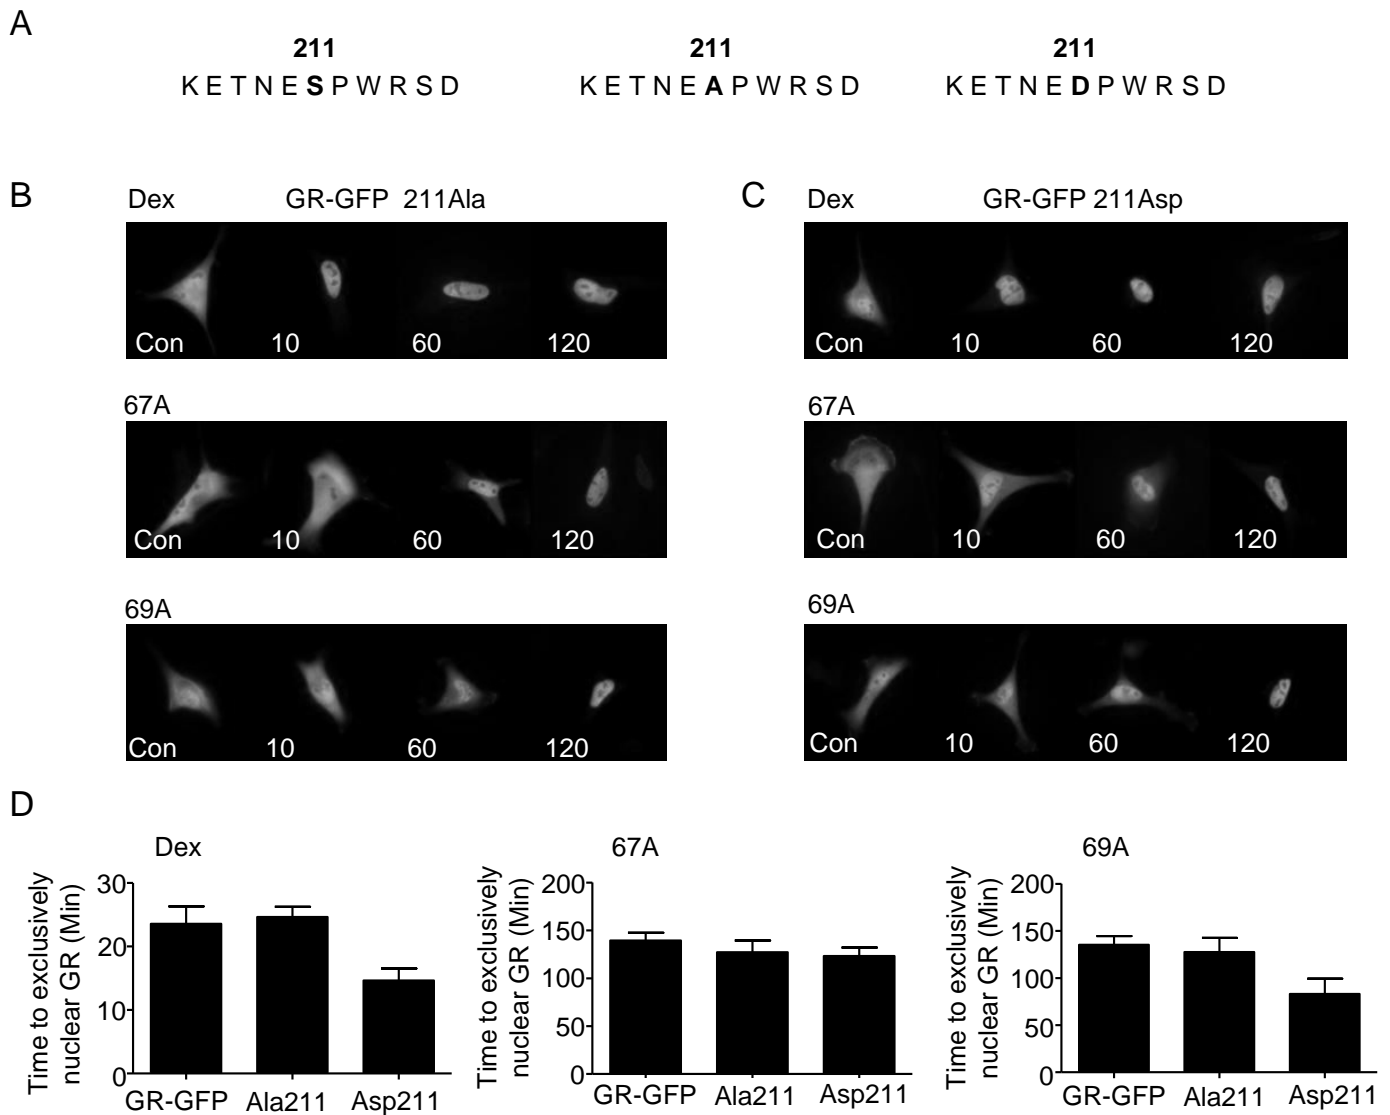 A
211 211 211
K E T N E S P W R S D K E T N E A P W R S D K E T N E D P W R S D
B
Dex GR-GFP 211Ala
Con 10 60 120
67A
Con 10 60 120
69A
Con 10 60 120
C
Dex GR-GFP 211Asp
Con 10 60 120
67A
Con 10 60 120
69A
Con 10 60 120
D
Dex
Time to exclusively
nuclear GR (Min)
30
20
10
0
GR-GFP Ala211 Asp211
67A
Time to exclusively
nuclear GR (Min)
200
150
100
50
0
GR-GFP Ala211 Asp211
69A
Time to exclusively
nuclear GR (Min)
200
150
100
50
0
GR-GFP Ala211 Asp211